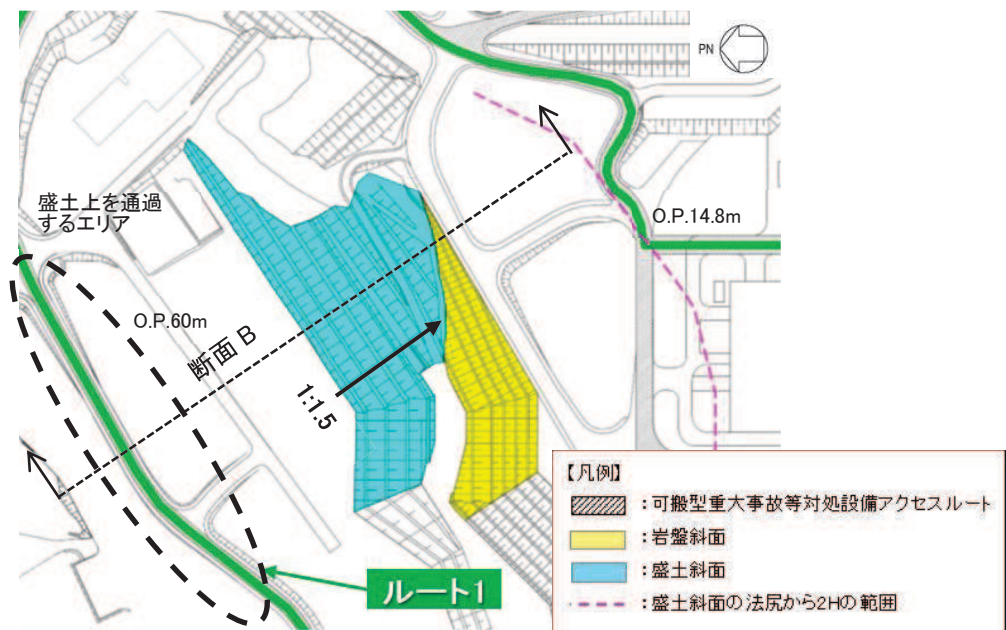 PN
盛土上を通過
するエリア
O.P.14.8m
O.P.60m
断面 B
1:1.5
ルート1
【凡例】
:可搬型重大事故等対処設備アクセスルート
:岩盤斜面
:盛土斜面
:盛土斜面の法尻から2Hの範囲